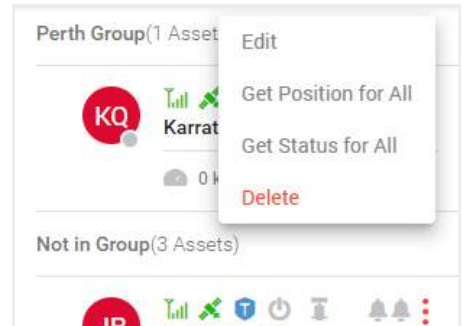 Perth Group(1 Asset
Edit
Get Position for All
KQ
Karrat
Get Status for All
0 k
Delete
Not in Group(3 Assets)
T